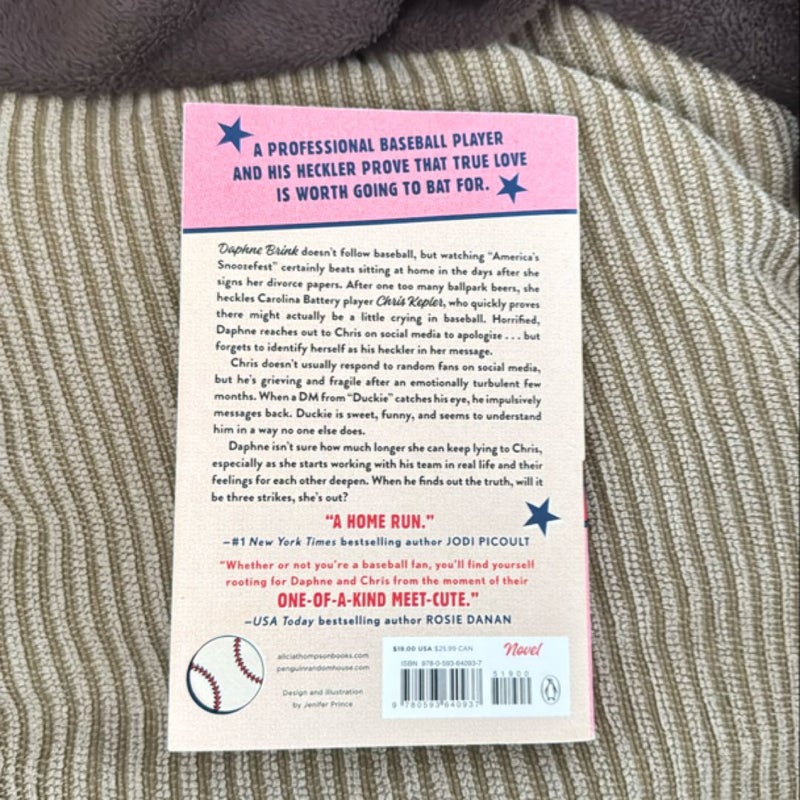 A PROFESSIONAL BASEBALL PLAYER
AND HIS HECKLER PROVE THAT TRUE LOVE
IS WORTH GOING TO BAT FOR.
Daphne Brink doesn't follow baseball, but watching "America's
Snoozefest" certainly beats sitting at home in the days after she
signs her divorce papers. After one too many ballpark beers, she
heckles Carolina Battery player Chris Kepler, who quickly proves
there might actually be a little crying in baseball. Horrified,
Daphne reaches out to Chris on social media to apologize . . . but
forgets to identify herself as his heckler in her message.
Chris doesn't usually respond to random fans on social media,
but he's grieving and fragile after an emotionally turbulent few
months. When a DM from "Duckie" catches his eye, he impulsively
messages back. Duckie is sweet, funny, and seems to understand
him in a way no one else does.
Daphne isn't sure how much longer she can keep lying to Chris,
especially as she starts working with his team in real life and their
feelings for each other deepen. When he finds out the truth, will it
be three strikes, she's out?
"A HOME RUN."
—#1 New York Times bestselling author JODI PICOULT
"Whether or not you're a baseball fan, you'll find yourself
rooting for Daphne and Chris from the moment of their
ONE-OF-A-KIND MEET-CUTE."
—USA Today bestselling author ROSIE DANAN
aliciathompsonbooks.com
penguinrandomhouse.com
Design and illustration
by Jenifer Prince
$19.00 USA $25.99 CAN
Novel
ISBN 978-0-593-64093-7
51900
9 780593 640937